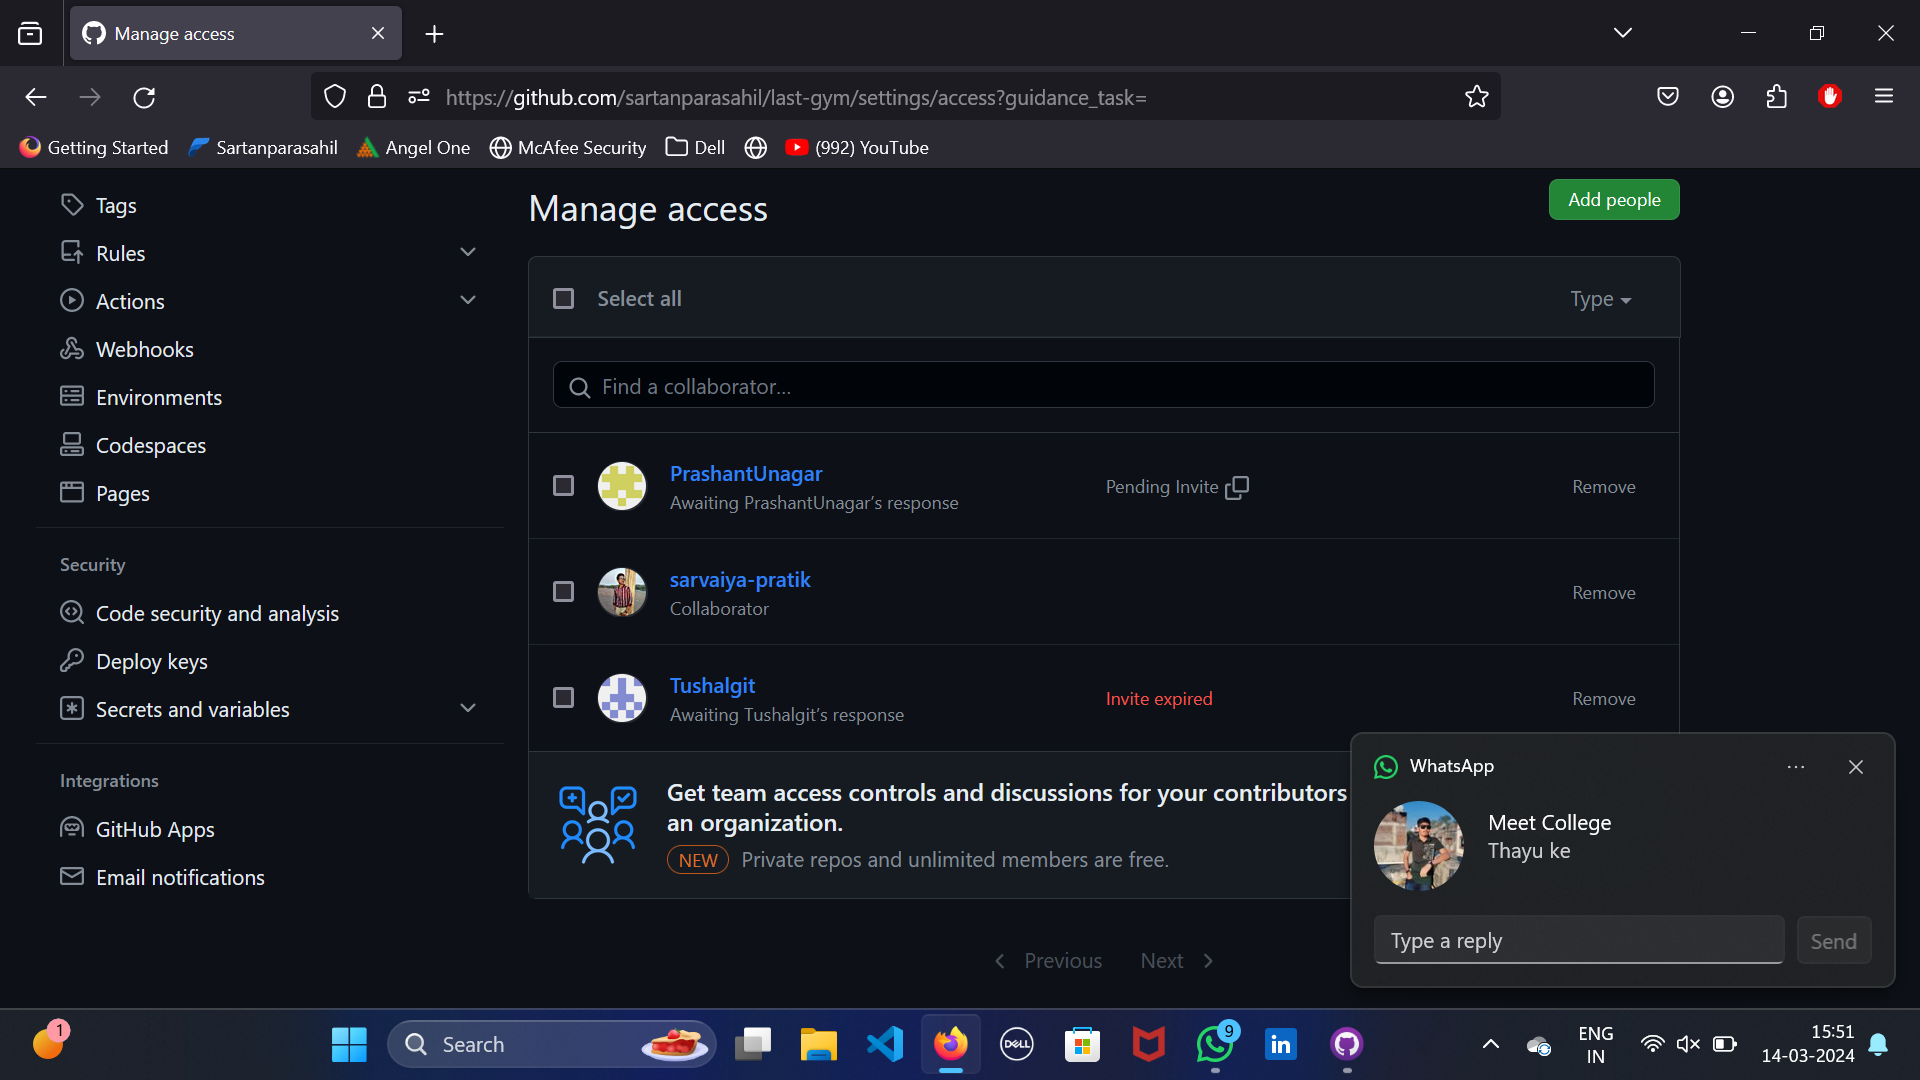 Manage access
https://github.com/sartanparasahil/last-gym/settings/access?guidance_task=
Getting Started
Sartanparasahil
Angel One
McAfee Security
Dell
(992) YouTube
Tags
Rules
Actions
Webhooks
Environments
Codespaces
Pages
Security
Code security and analysis
Deploy keys
Secrets and variables
Integrations
GitHub Apps
Email notifications
Manage access
Add people
Select all
Type
Find a collaborator...
PrashantUnagar
Awaiting PrashantUnagar’s response
Pending Invite
Remove
sarvaiya-pratik
Collaborator
Remove
Tushalgit
Awaiting Tushalgit’s response
Invite expired
Remove
Get team access controls and discussions for your contributors
an organization.
NEW Private repos and unlimited members are free.
Previous
Next
WhatsApp
Meet College
Thayu ke
Type a reply
Send
1
Search
DELL
9
in
ENG
IN
15:51
14-03-2024